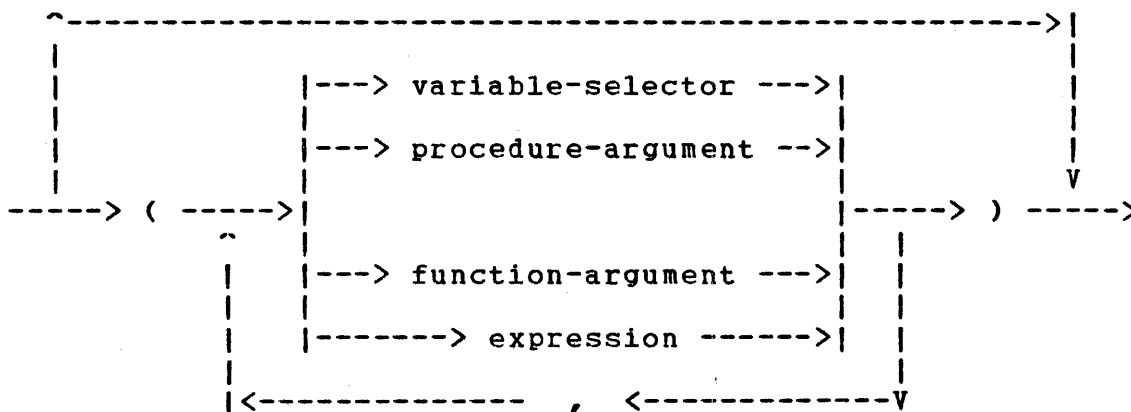 variable-selector
procedure-argument
( )
function-argument
expression
,